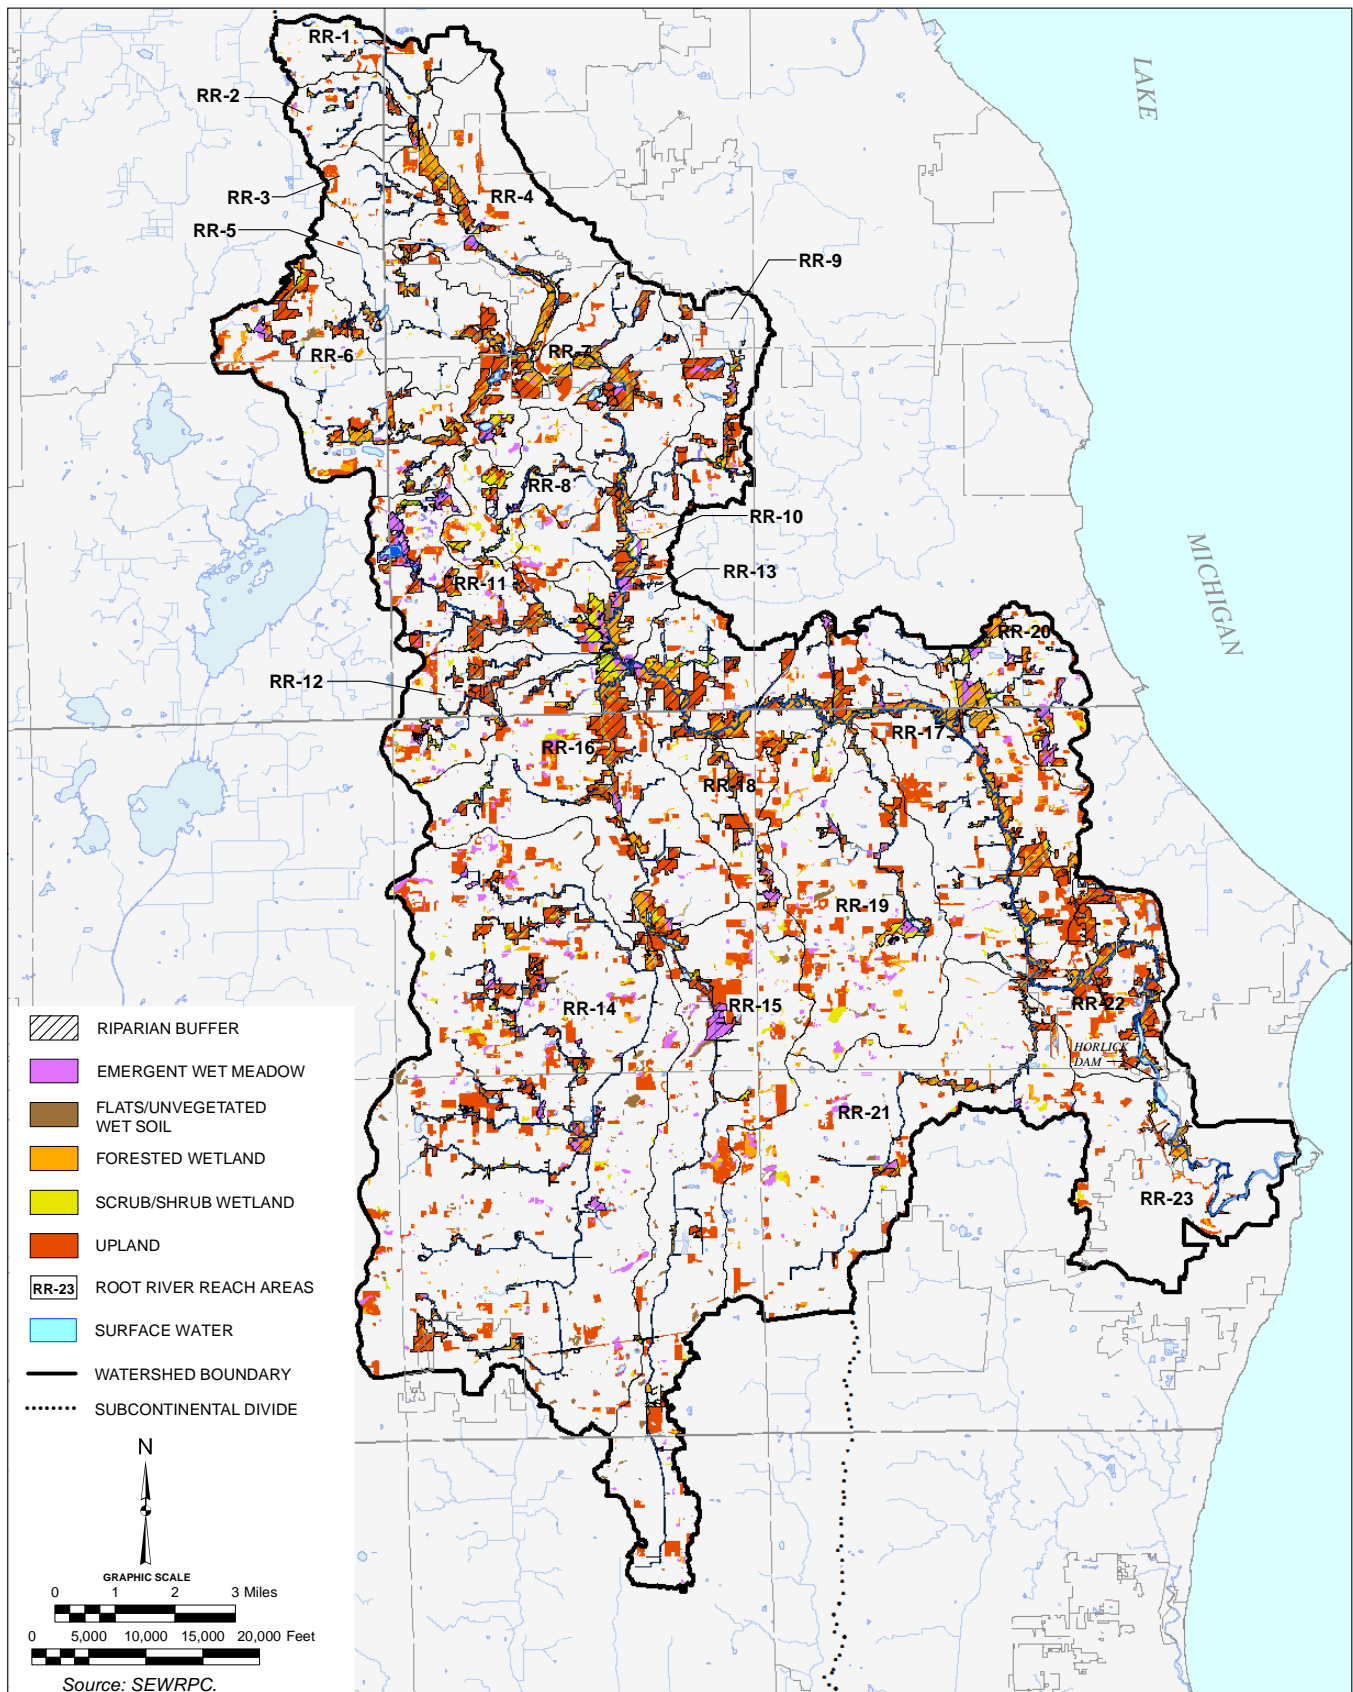 RR-1
LAKE
RR-2
RR-3
RR-4
RR-5
RR-9
RR-7
RR-6
RR-8
RR-10
MICHIGAN
RR-13
RR-11
RR-20
RR-12
RR-17
RR-16
RR-18
RR-19
RR-14
RR-15
RR-22
HORLICK
DAM
RR-21
RR-23
RIPARIAN BUFFER
EMERGENT WET MEADOW
FLATS/UNVEGETATED
WET SOIL
FORESTED WETLAND
SCRUB/SHRUB WETLAND
UPLAND
RR-23 ROOT RIVER REACH AREAS
SURFACE WATER
WATERSHED BOUNDARY
SUBCONTINENTAL DIVIDE
N
GRAPHIC SCALE
0 1 2 3 Miles
0 5,000 10,000 15,000 20,000 Feet
Source: SEWRPC.